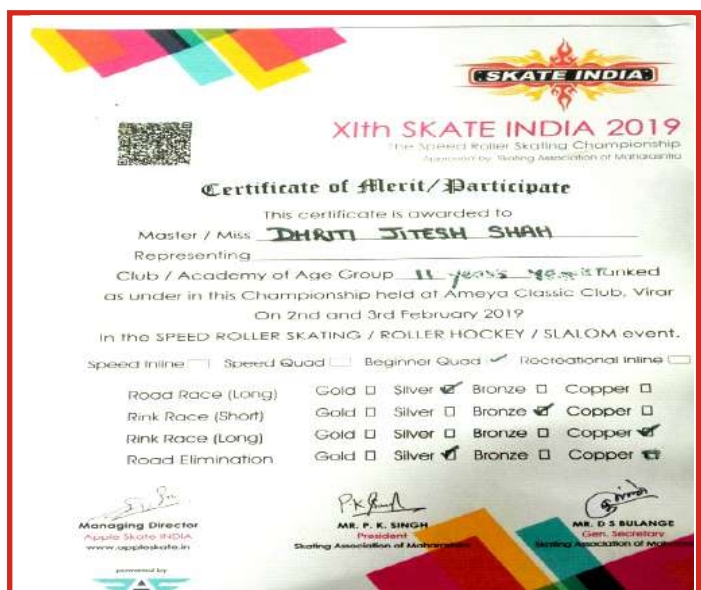 SKATE INDIA
XIth SKATE INDIA 2019
The Speed Roller Skating Championship
Approved by Skating Association of Maharashtra
Certificate of Merit/Participate
This certificate is awarded to
Master / Miss DHRITI JITESH SHAH
Representing
Club / Academy of Age Group 11 years is Ranked
as under in this Championship held at Ameya Classic Club, Virar
On 2nd and 3rd February 2019
In the SPEED ROLLER SKATING / ROLLER HOCKEY / SLALOM event.
Speed Inline Speed Quad Beginner Quad ✓ Recreational Inline
Road Race (Long) Gold ☐ Silver ☑ Bronze ☐ Copper ☐
Rink Race (Short) Gold ☐ Silver ☐ Bronze ☑ Copper ☐
Rink Race (Long) Gold ☐ Silver ☐ Bronze ☐ Copper ☑
Road Elimination Gold ☐ Silver ☑ Bronze ☐ Copper
Managing Director MR. P. K. SINGH MR. D S BULANGE
Apple Skate INDIA President Gen. Secretary
www.appleskate.in Skating Association of Maharashtra Skating Association of
powered by